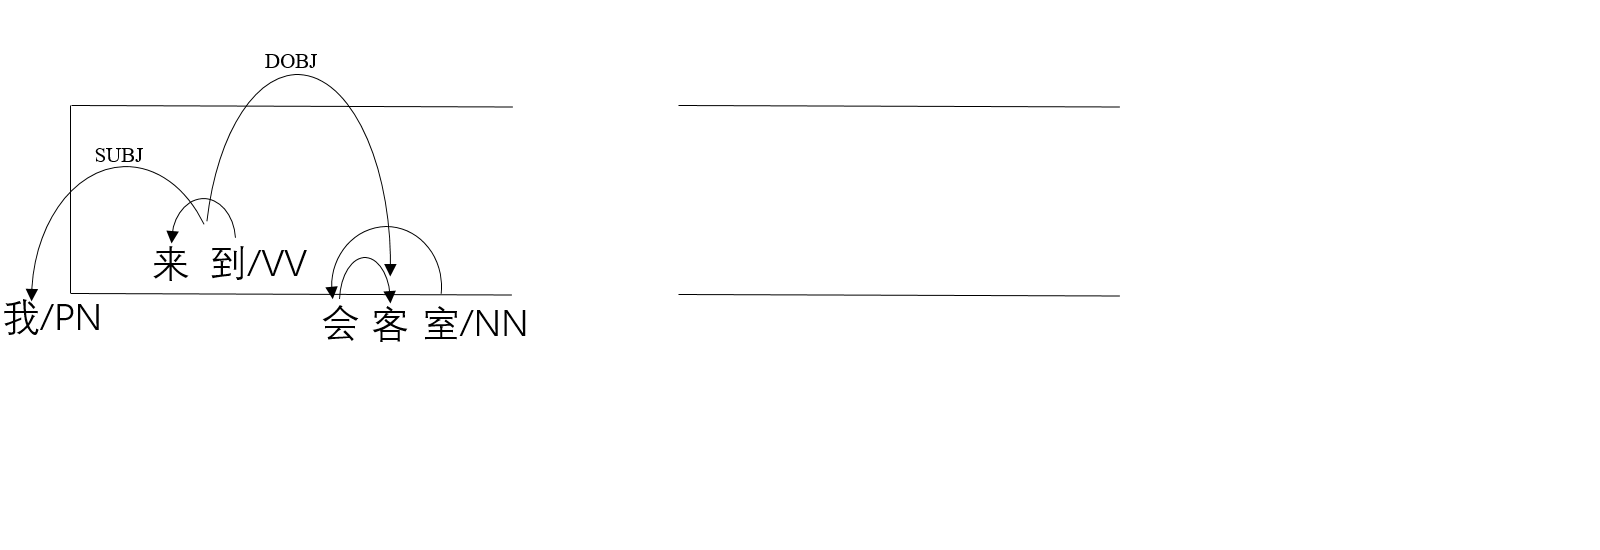 DOBJ
SUBJ
来 到/VV
我/PN
会 客 室/NN